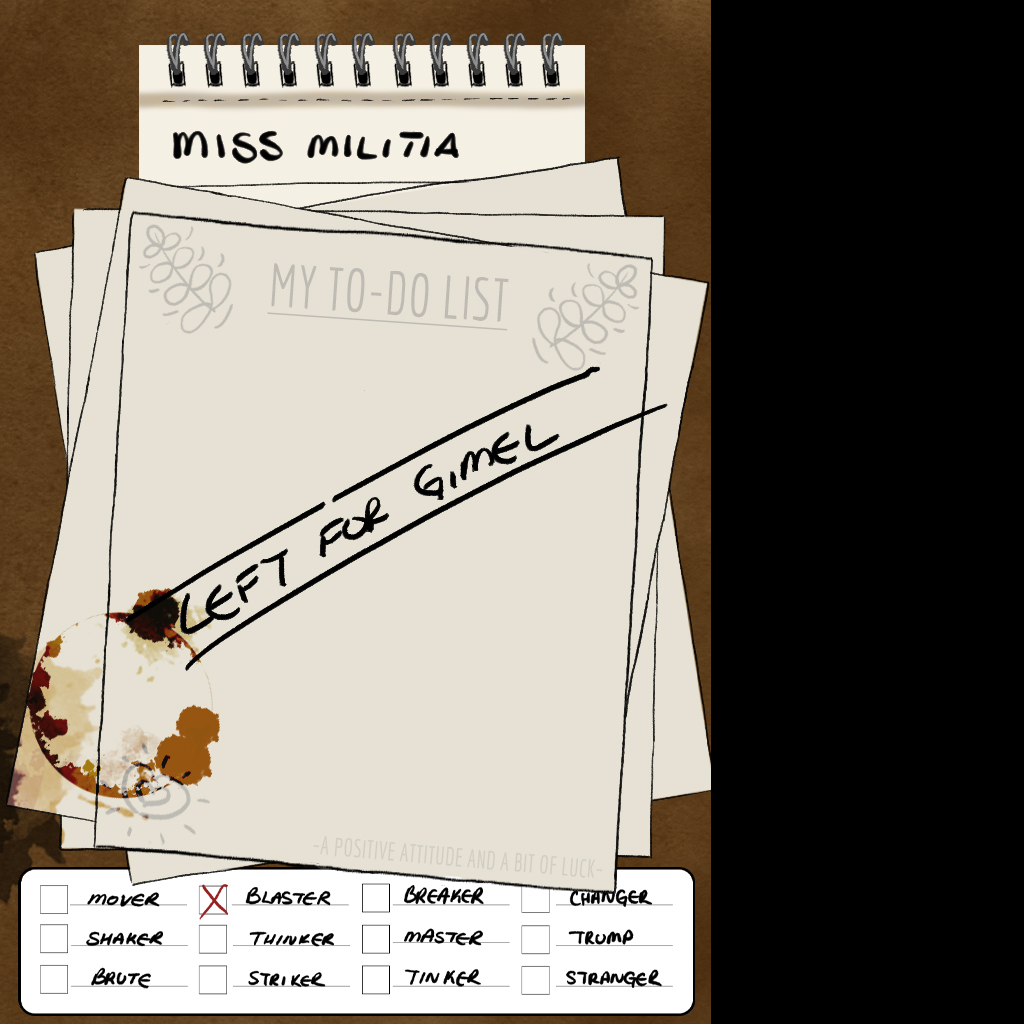 MISS MILITIA
MY TO-DO LIST
LEFT FOR GIMEL
-A POSITIVE ATTITUDE AND A BIT OF LUCK-
MOVER BLASTER BREAKER CHANGER
SHAKER THINKER MASTER TRUMP
BRUTE STRIKER TINKER STRANGER